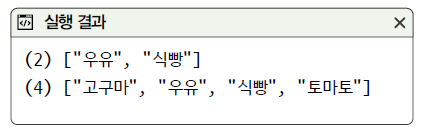 실행 결과
(2) ["우유", "식빵"]
(4) ["고구마", "우유", "식빵", "토마토"]